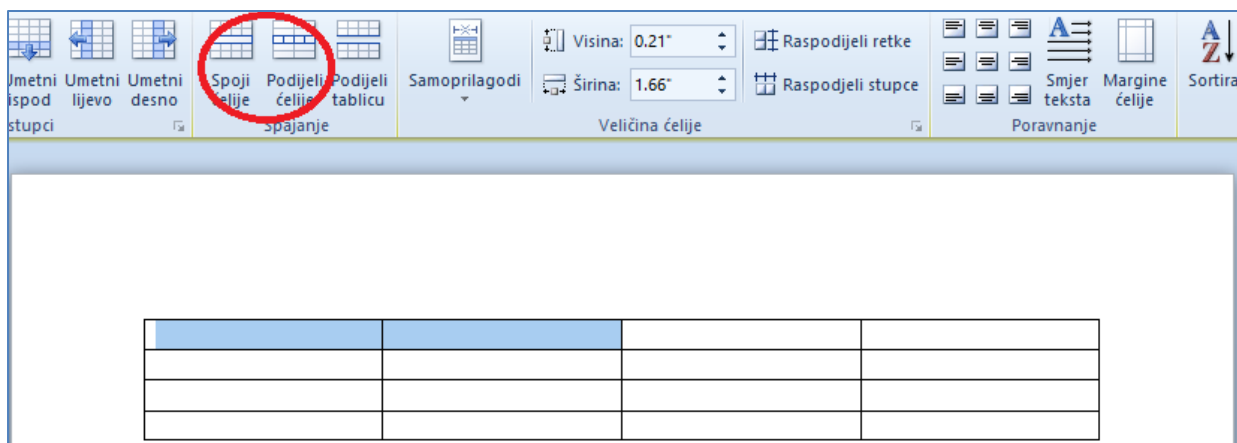 Umetni ispod
Umetni lijevo
Umetni desno
stupci
Spoji ćelije
Podijeli ćelije
Podijeli tablicu
Spajanje
Samoprilagodi
Visina: 0.21"
Širina: 1.66"
Raspodijeli retke
Raspodjeli stupce
Veličina ćelije
Smjer teksta
Margine ćelije
Poravnanje
A
Z
Sortira